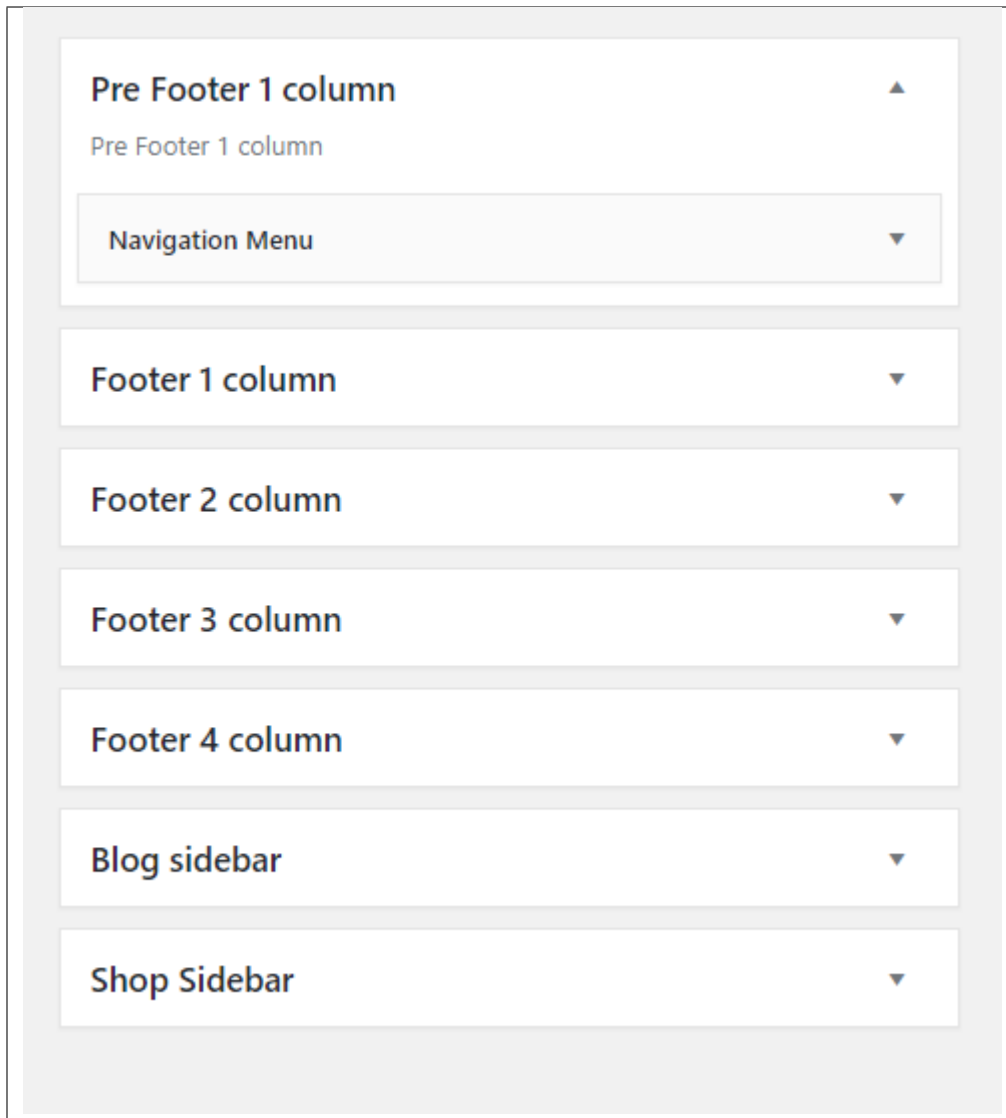 Pre Footer 1 column
Pre Footer 1 column
Navigation Menu
Footer 1 column
Footer 2 column
Footer 3 column
Footer 4 column
Blog sidebar
Shop Sidebar